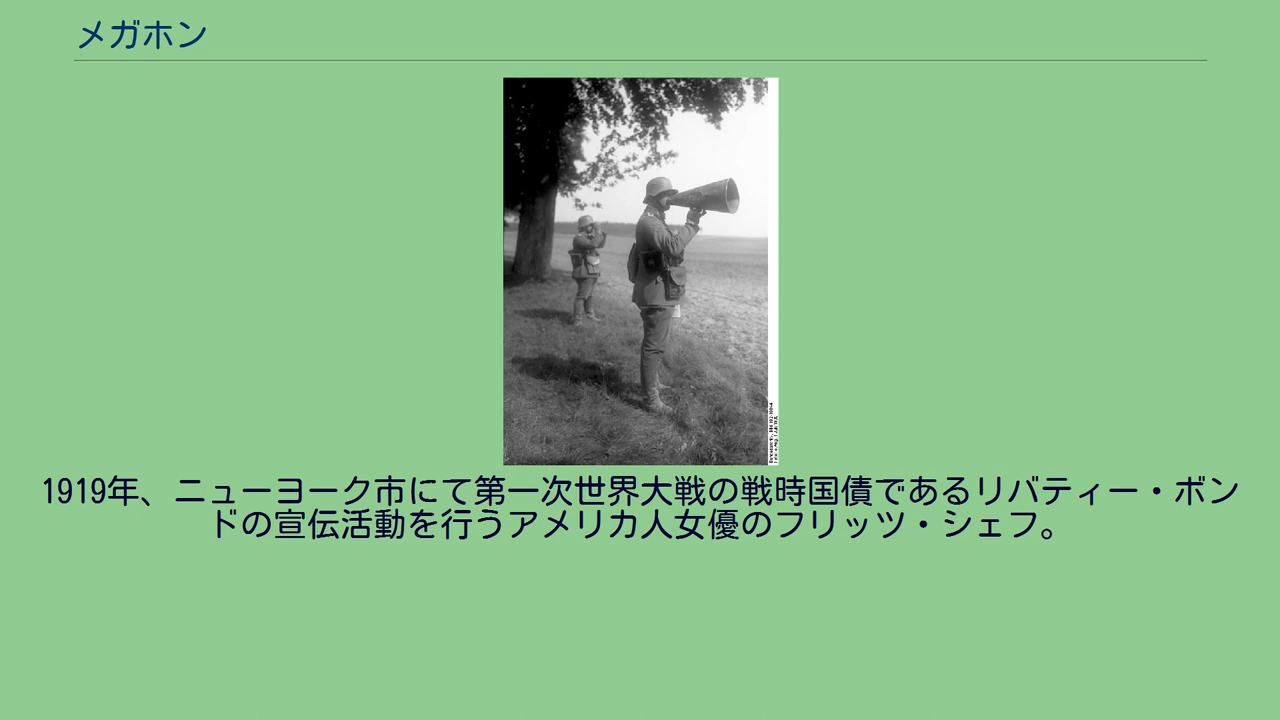 メガホン
1919年、ニューヨーク市にて第一次世界大戦の戦時国債であるリバティー・ボン
ドの宣伝活動を行うアメリカ人女優のフリッツ・シェフ。